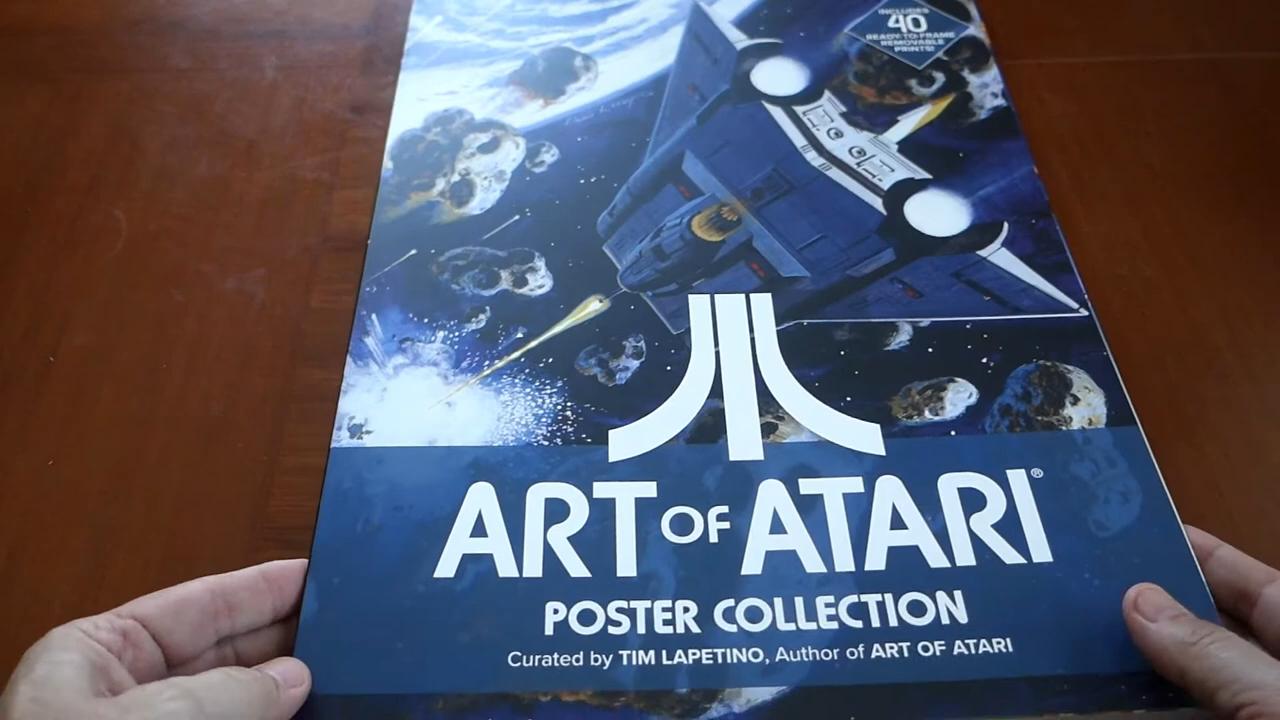 INCLUDES
40
READY-TO-FRAME
REMOVABLE
PRINTS!
ART OF ATARI®
POSTER COLLECTION
Curated by TIM LAPETINO, Author of ART OF ATARI